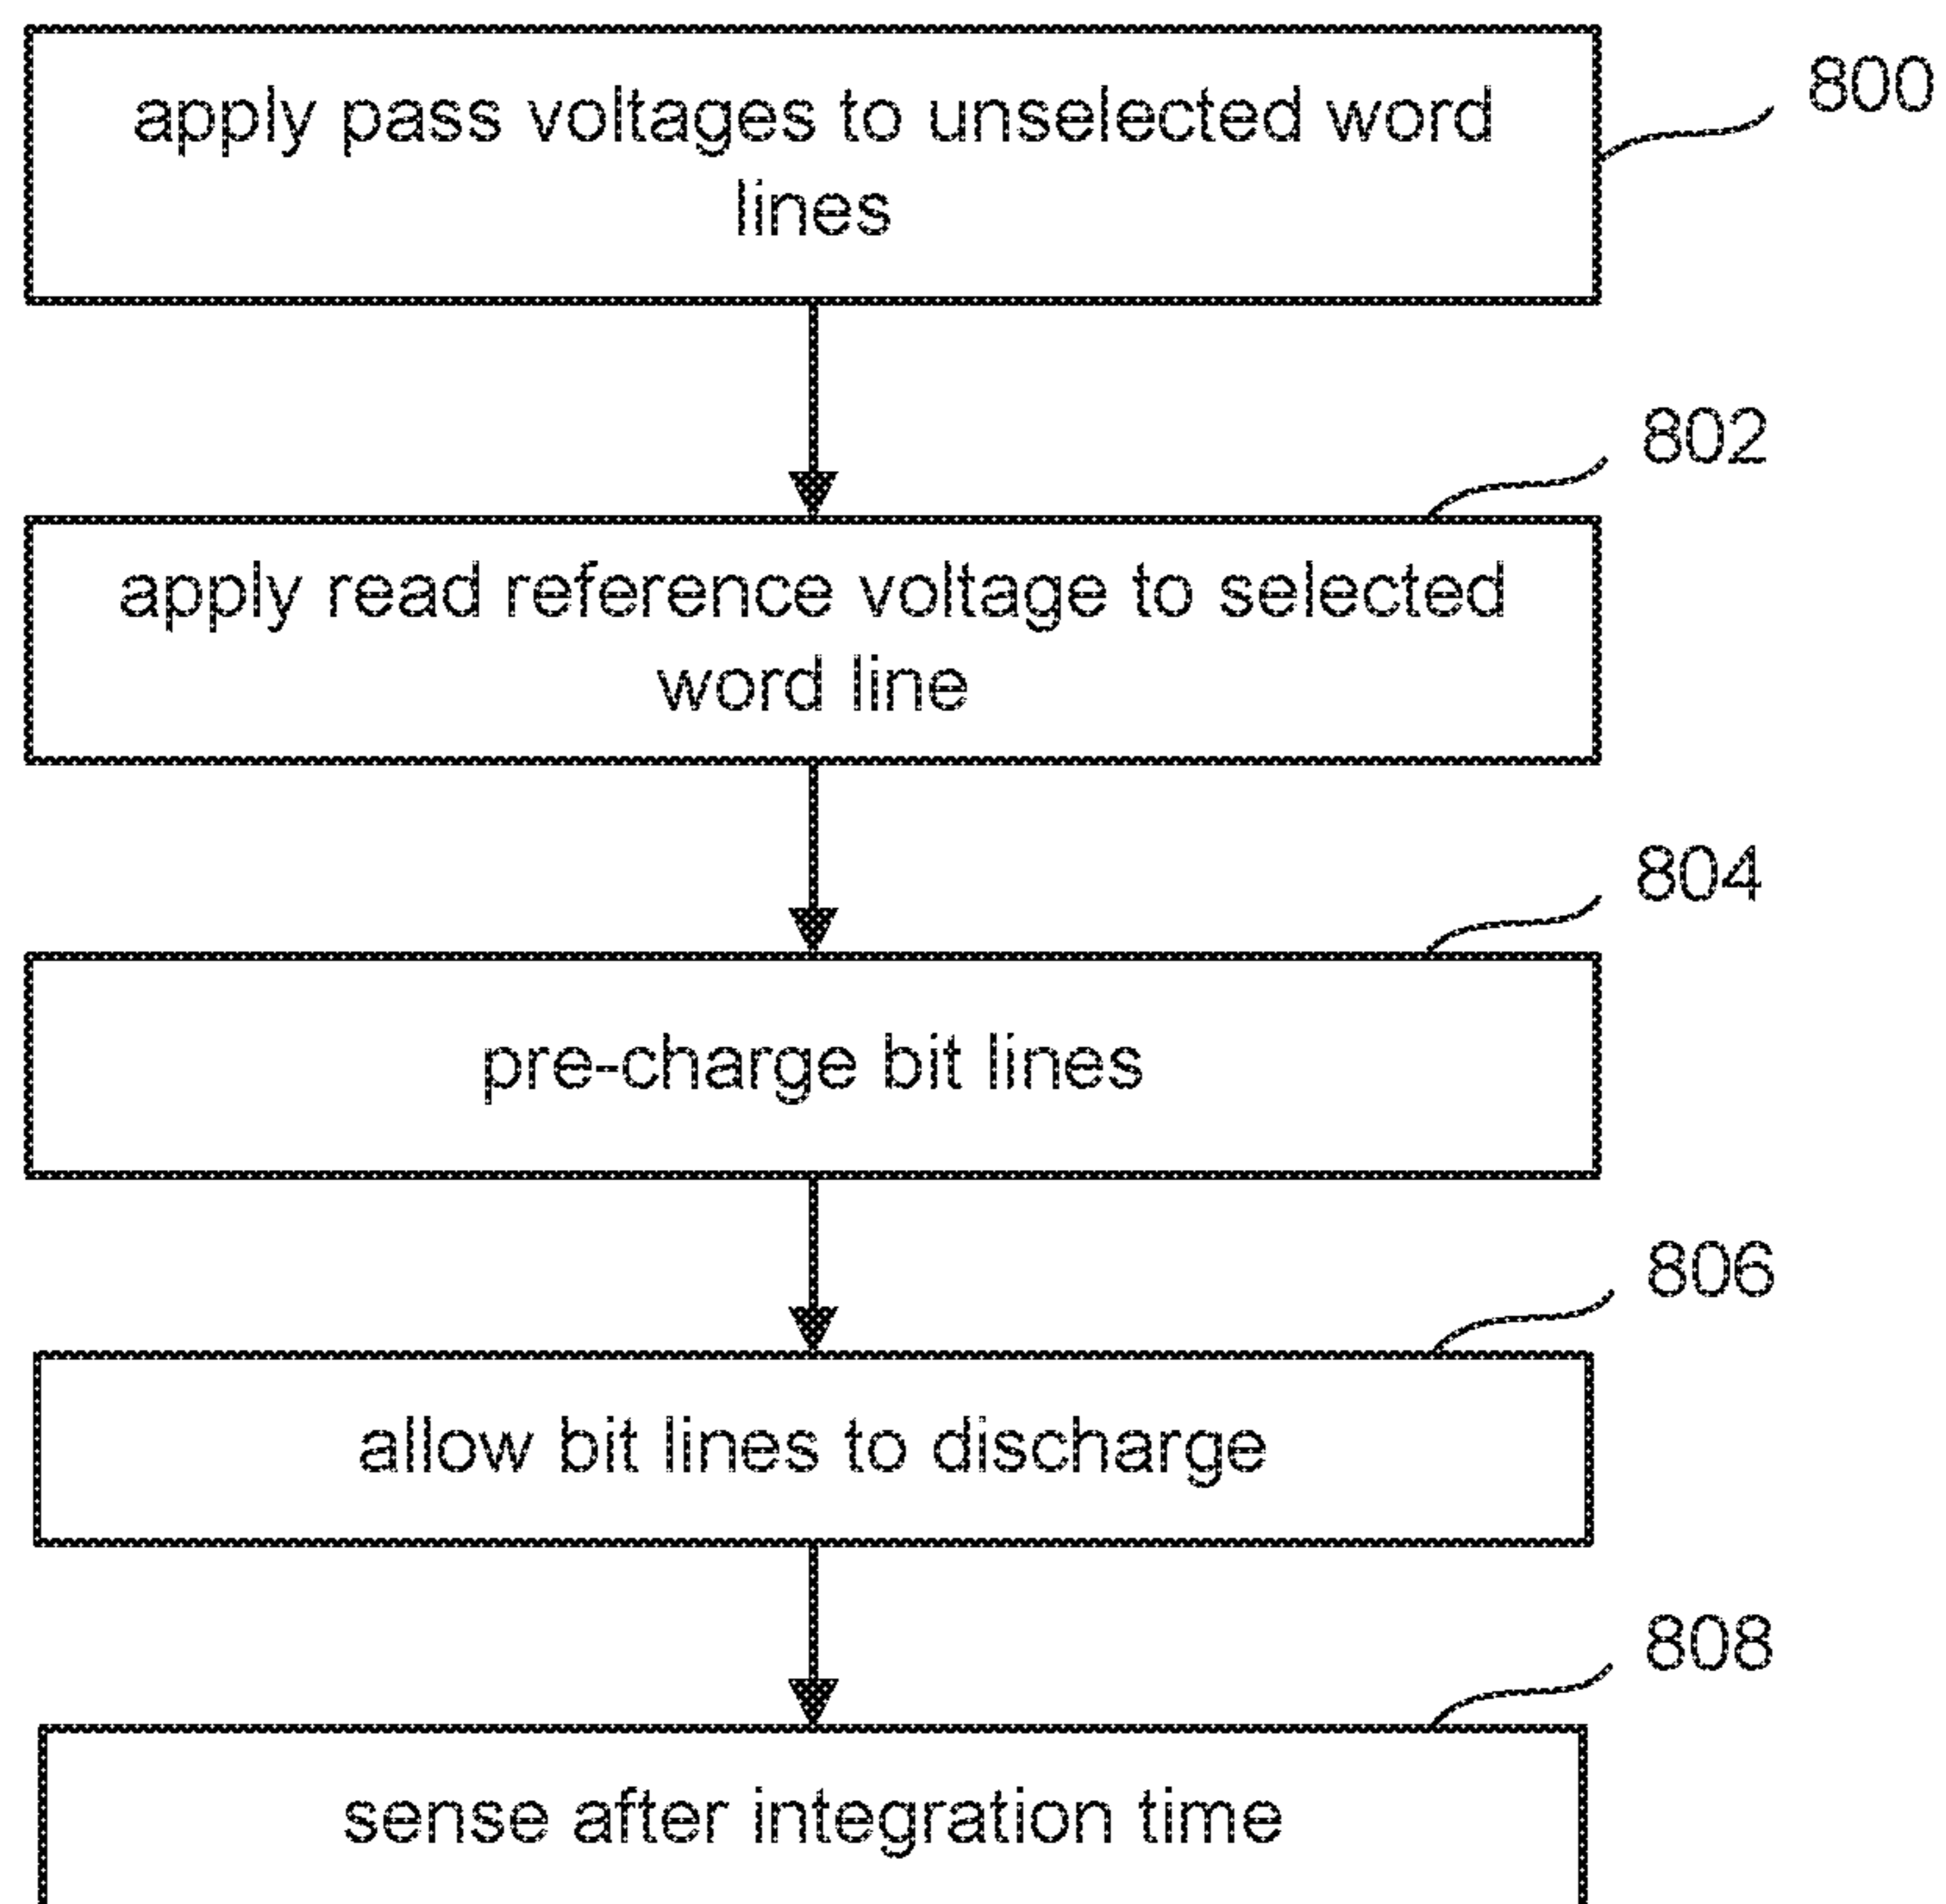 apply pass voltages to unselected word
lines
800
802
apply read reference voltage to selected
word line
804
pre-charge bit lines
806
allow bit lines to discharge
808
sense after integration time